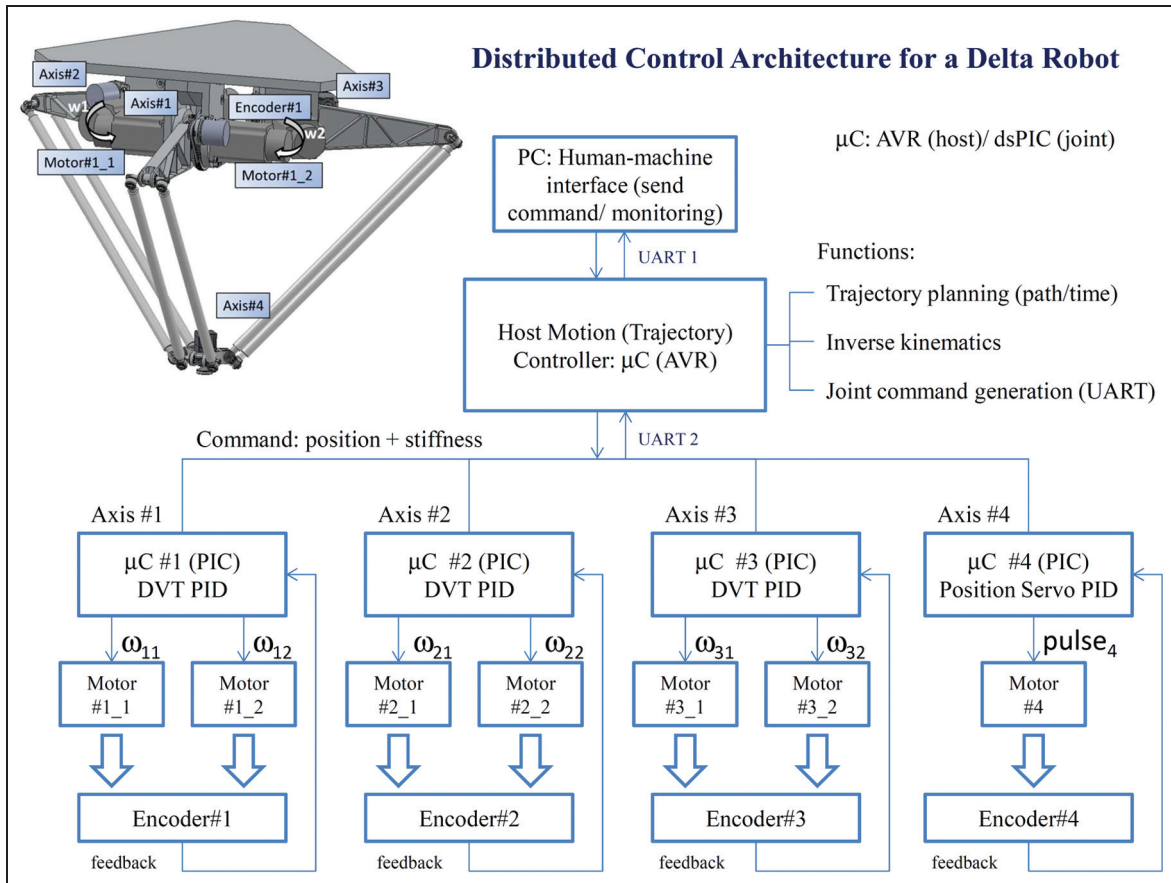 Distributed Control Architecture for a Delta Robot
Axis#2
Axis#3
Axis#1
Encoder#1
w1
w2
Motor#1_1
Motor#1_2
Axis#4
μC: AVR (host)/ dsPIC (joint)
PC: Human-machine
interface (send
command/ monitoring)
UART 1
Functions:
Trajectory planning (path/time)
Host Motion (Trajectory)
Controller: μC (AVR)
Inverse kinematics
Joint command generation (UART)
Command: position + stiffness
UART 2
Axis #1
Axis #2
Axis #3
Axis #4
μC #1 (PIC)
DVT PID
μC #2 (PIC)
DVT PID
μC #3 (PIC)
DVT PID
μC #4 (PIC)
Position Servo PID
ω11
ω12
ω21
ω22
ω31
ω32
pulse4
Motor
#1_1
Motor
#1_2
Motor
#2_1
Motor
#2_2
Motor
#3_1
Motor
#3_2
Motor
#4
Encoder#1
Encoder#2
Encoder#3
Encoder#4
feedback
feedback
feedback
feedback